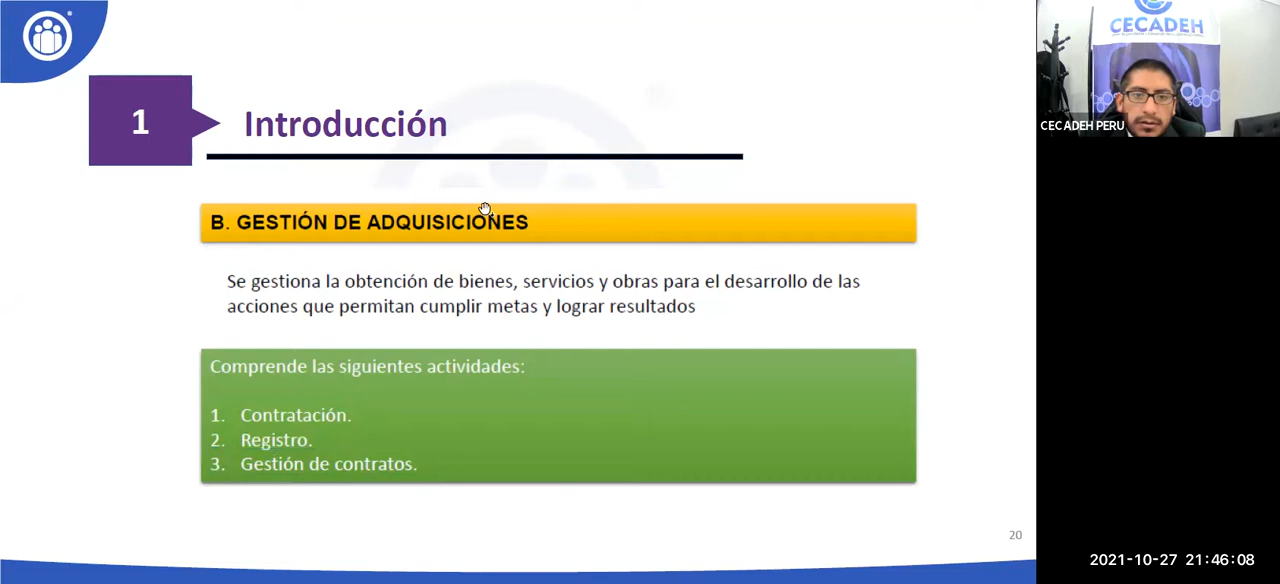 1
Introducción
B. GESTIÓN DE ADQUISICIONES
Se gestiona la obtención de bienes, servicios y obras para el desarrollo de las
acciones que permitan cumplir metas y lograr resultados
Comprende las siguientes actividades:
1. Contratación.
2. Registro.
3. Gestión de contratos.
20
CECADEH
CECADEH PERU
2021-10-27 21:46:08